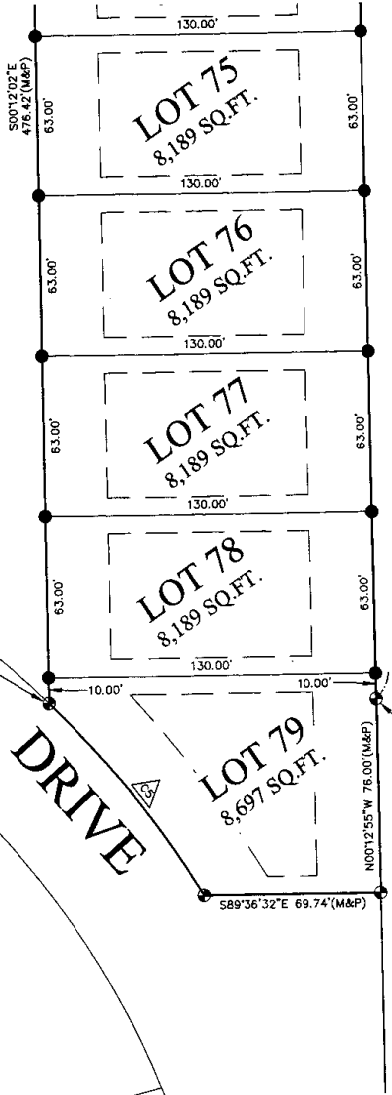 130.00'
S00°12'02"E
476.42'(M&P)
63.00'
LOT 75
8,189 SQ.FT.
63.00'
130.00'
63.00'
LOT 76
8,189 SQ.FT.
63.00'
130.00'
63.00'
LOT 77
8,189 SQ.FT.
63.00'
130.00'
63.00'
LOT 78
8,189 SQ.FT.
63.00'
130.00'
10.00'
10.00'
DRIVE
C5
LOT 79
8,697 SQ.FT.
N00°12'55"W 76.00'(M&P)
S89°36'32"E 69.74'(M&P)